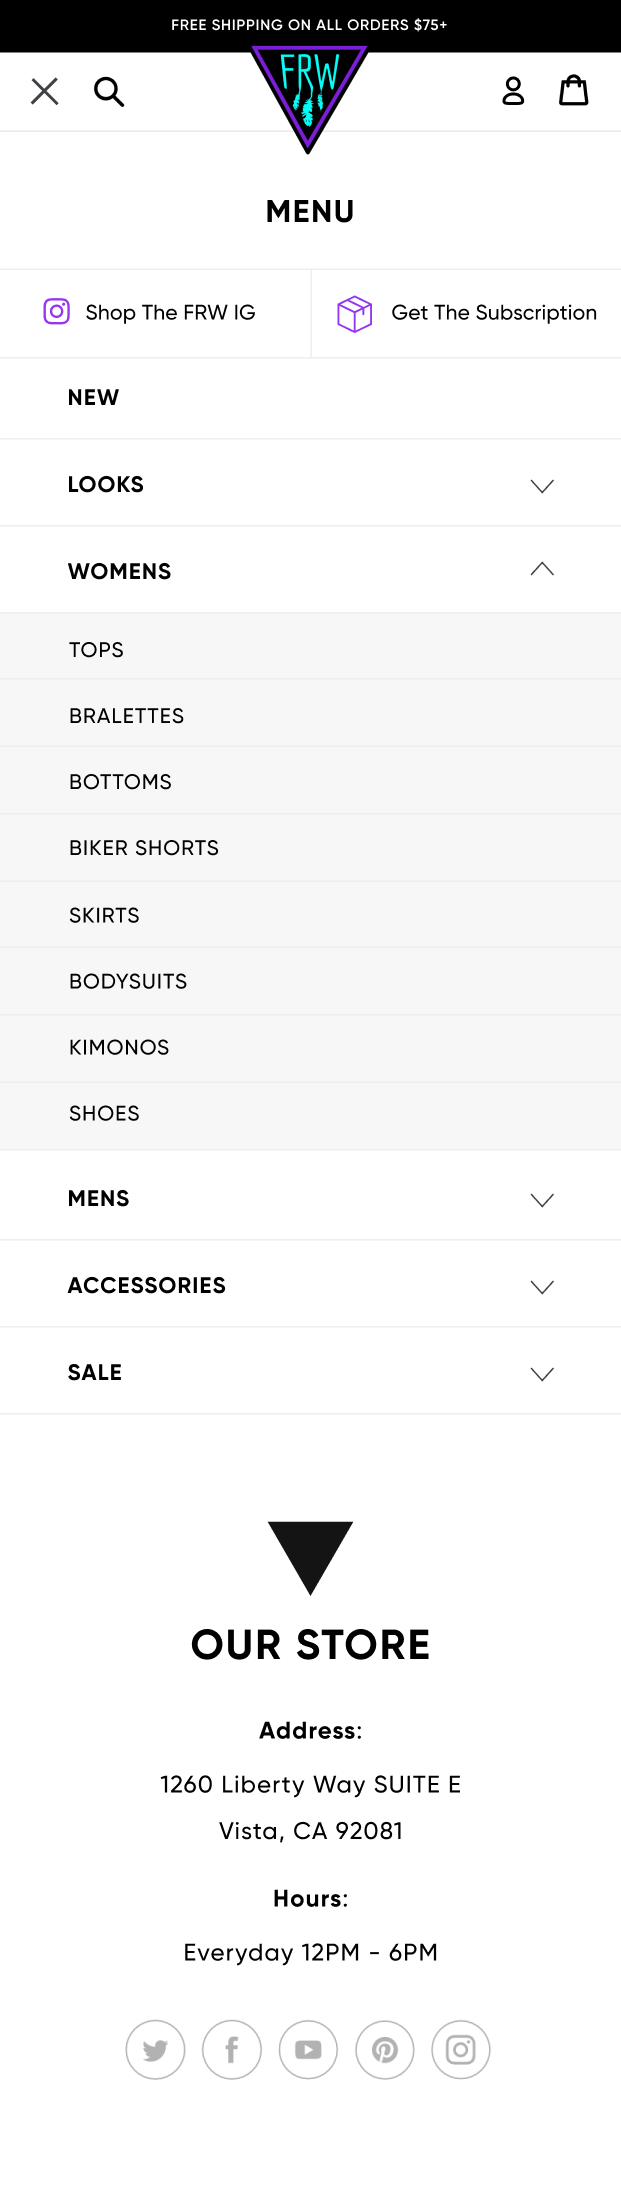 FREE SHIPPING ON ALL ORDERS $75+
FRW
MENU
Shop The FRW IG
Get The Subscription
NEW
LOOKS
WOMENS
TOPS
BRALETTES
BOTTOMS
BIKER SHORTS
SKIRTS
BODYSUITS
KIMONOS
SHOES
MENS
ACCESSORIES
SALE
OUR STORE
Address:
1260 Liberty Way SUITE E
Vista, CA 92081
Hours:
Everyday 12PM - 6PM